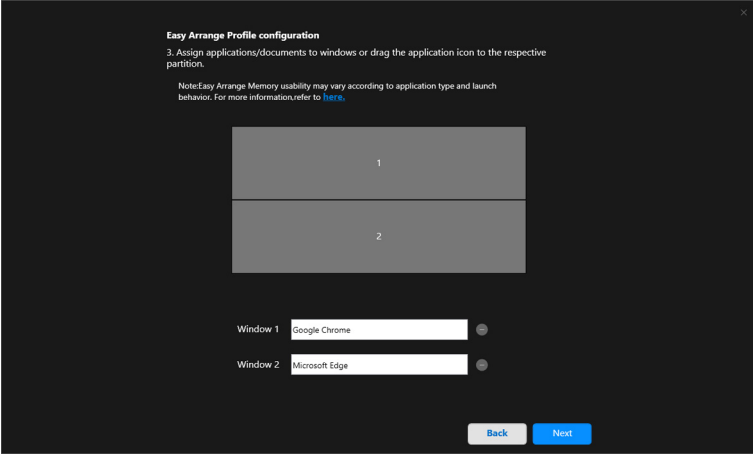 Easy Arrange Profile configuration
3. Assign applications/documents to windows or drag the application icon to the respective
partition.
Note:Easy Arrange Memory usability may vary according to application type and launch
behavior. For more information,refer to here.
1
2
Window 1 Google Chrome
Window 2 Microsoft Edge
Back Next